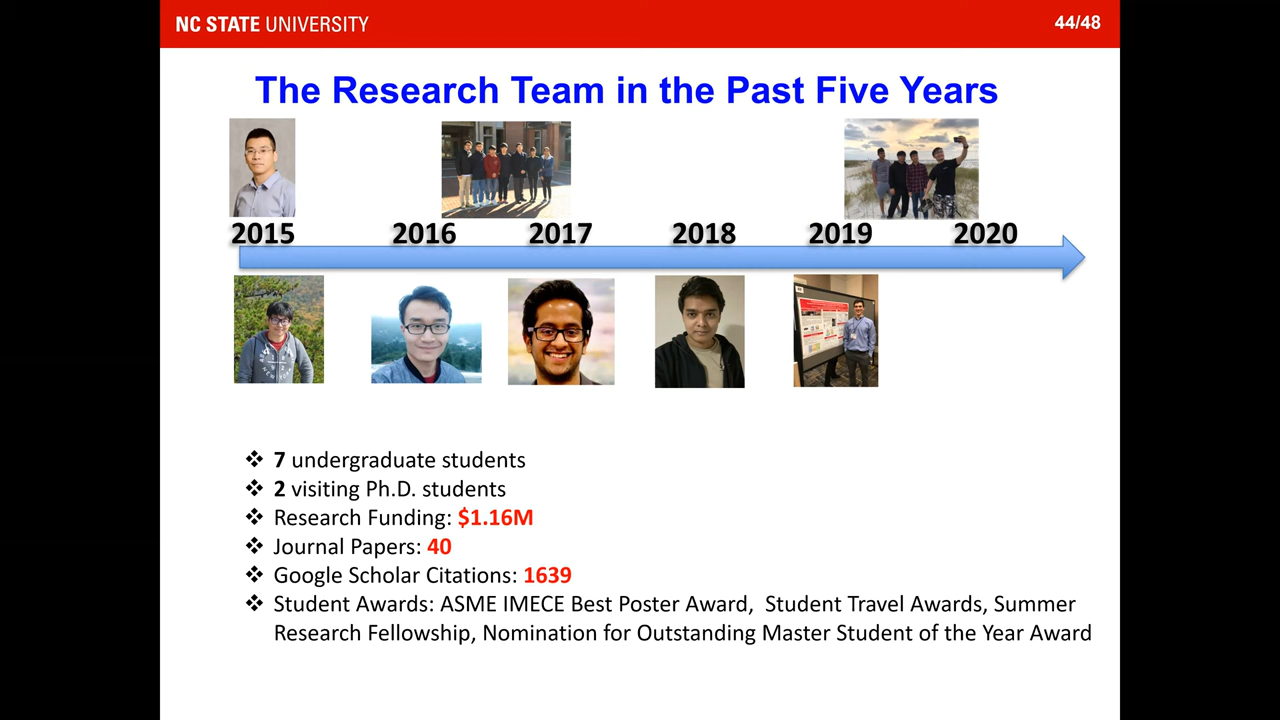 NC STATE UNIVERSITY
44/48
The Research Team in the Past Five Years
2015 2016 2017 2018 2019 2020
❖ 7 undergraduate students
❖ 2 visiting Ph.D. students
❖ Research Funding: $1.16M
❖ Journal Papers: 40
❖ Google Scholar Citations: 1639
❖ Student Awards: ASME IMECE Best Poster Award, Student Travel Awards, Summer
Research Fellowship, Nomination for Outstanding Master Student of the Year Award